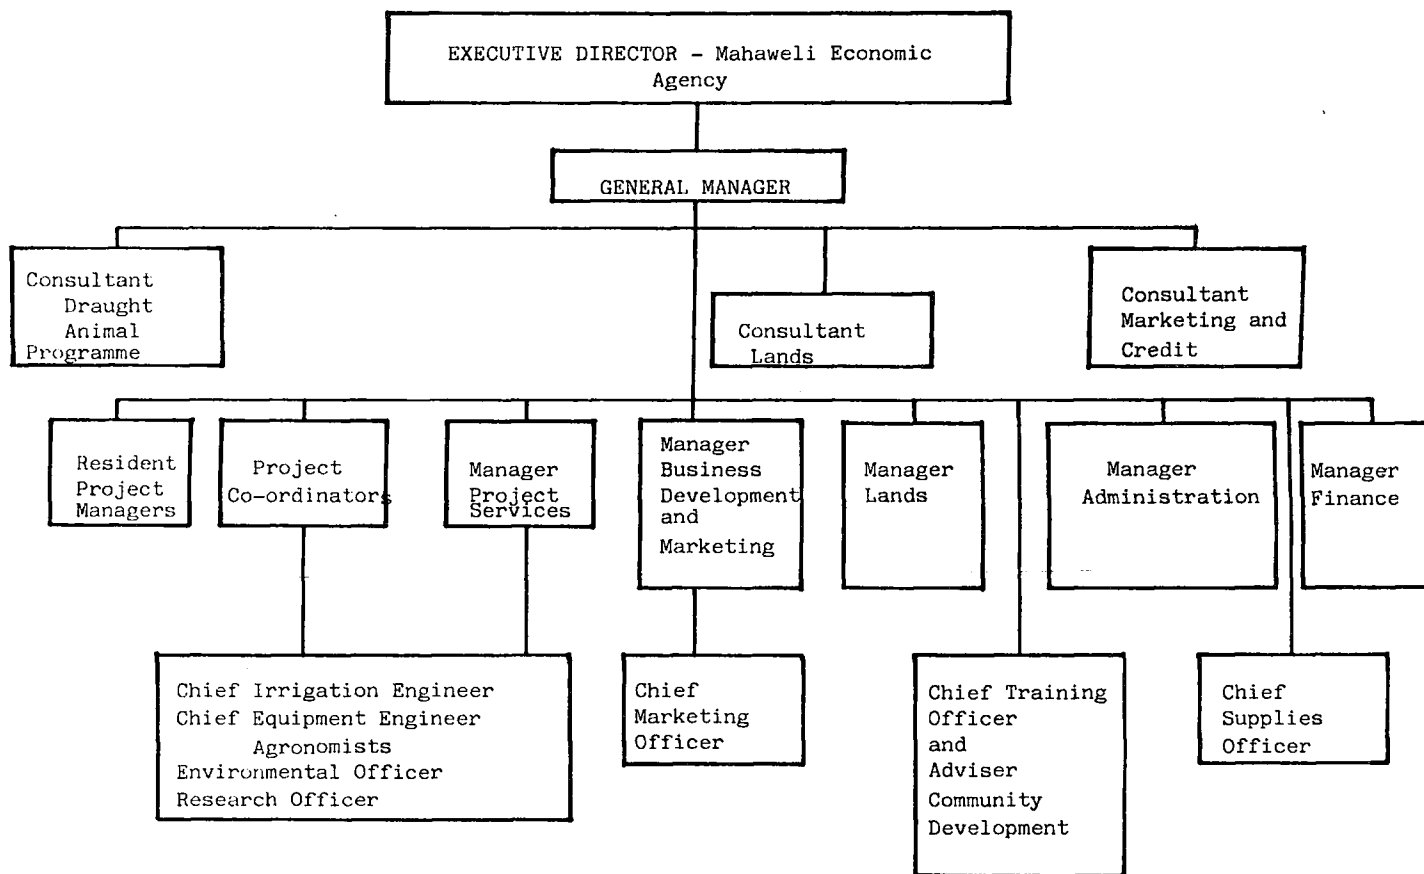 EXECUTIVE DIRECTOR - Mahaweli Economic
Agency
GENERAL MANAGER
Consultant
Draught
Animal
Programme
Consultant
Lands
Consultant
Marketing and
Credit
Resident
Project
Managers
Project
Co-ordinators
Manager
Project
Services
Manager
Business
Development
and
Marketing
Manager
Lands
Manager
Administration
Manager
Finance
Chief Irrigation Engineer
Chief Equipment Engineer
Agronomists
Environmental Officer
Research Officer
Chief
Marketing
Officer
Chief Training
Officer
and
Adviser
Community
Development
Chief
Supplies
Officer